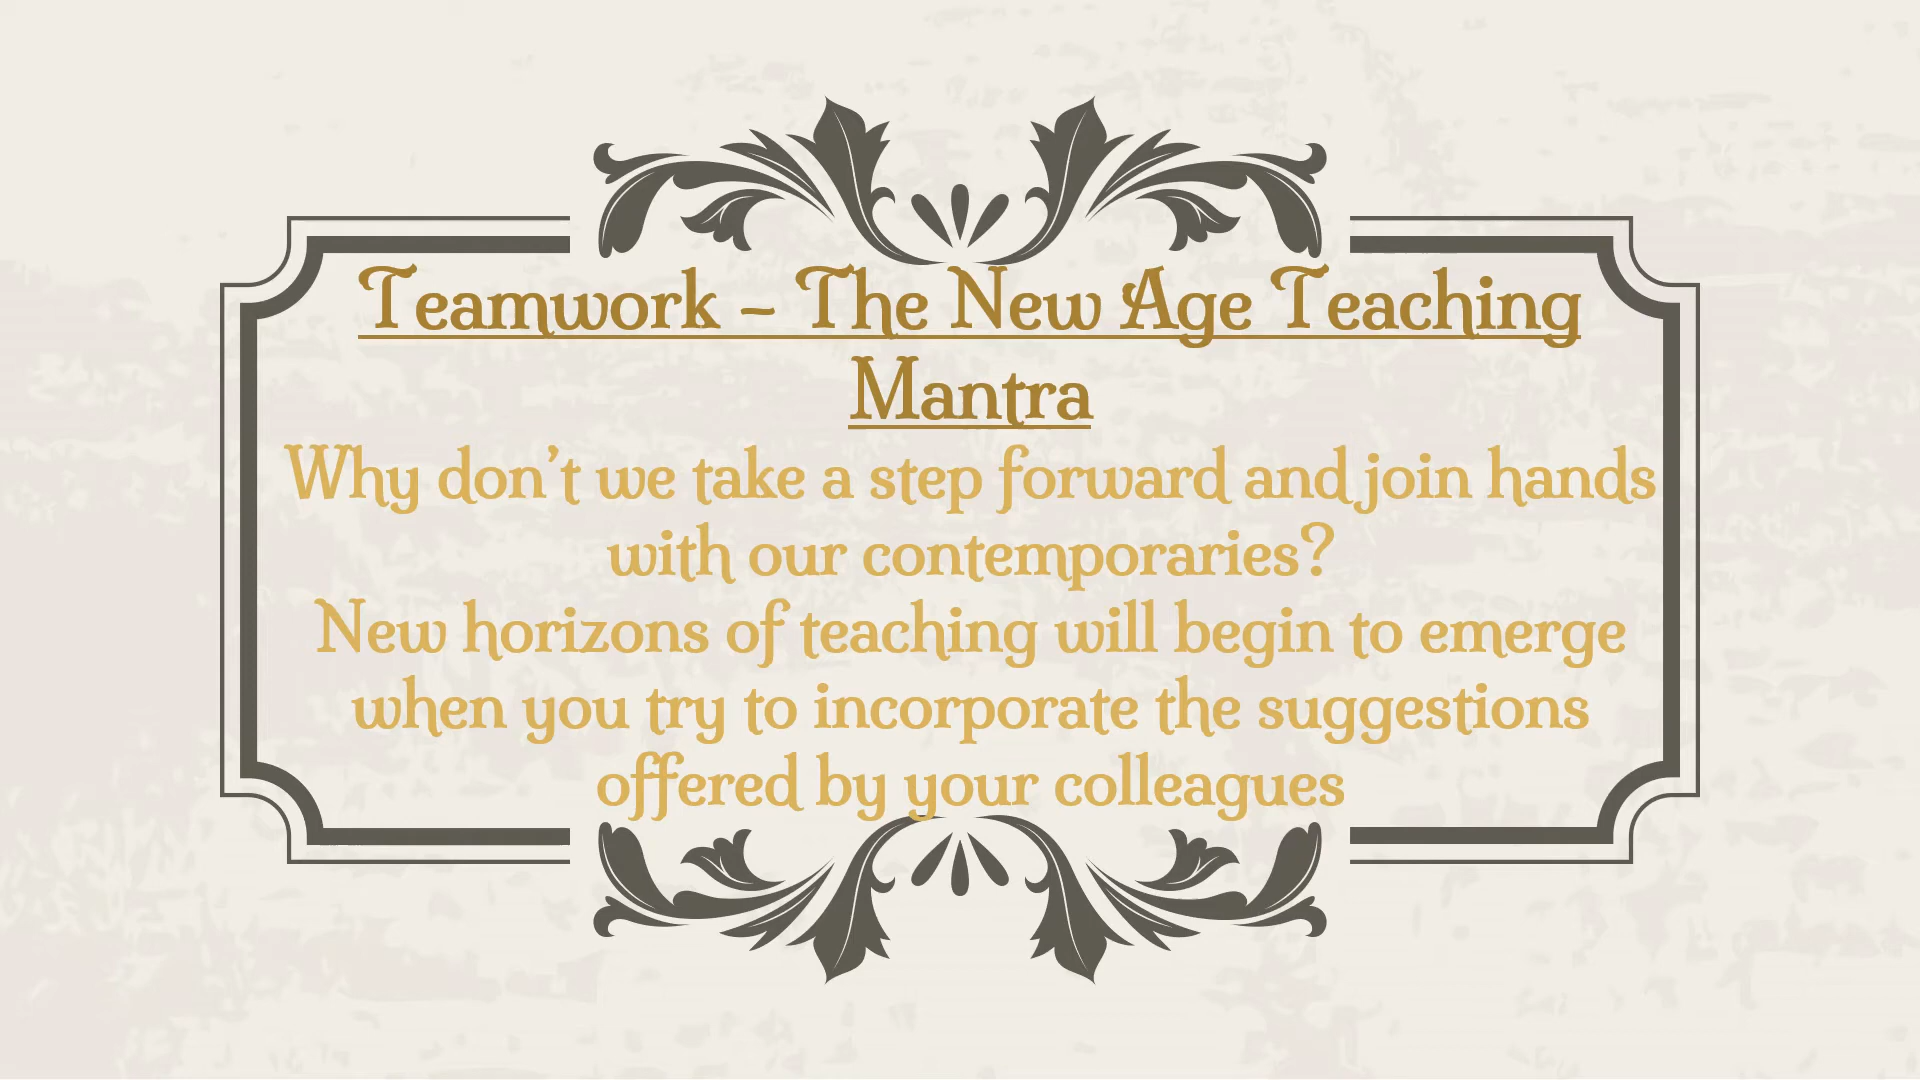 Teamwork – The New Age Teaching
Mantra
Why don’t we take a step forward and join hands
with our contemporaries?
New horizons of teaching will begin to emerge
when you try to incorporate the suggestions
offered by your colleagues